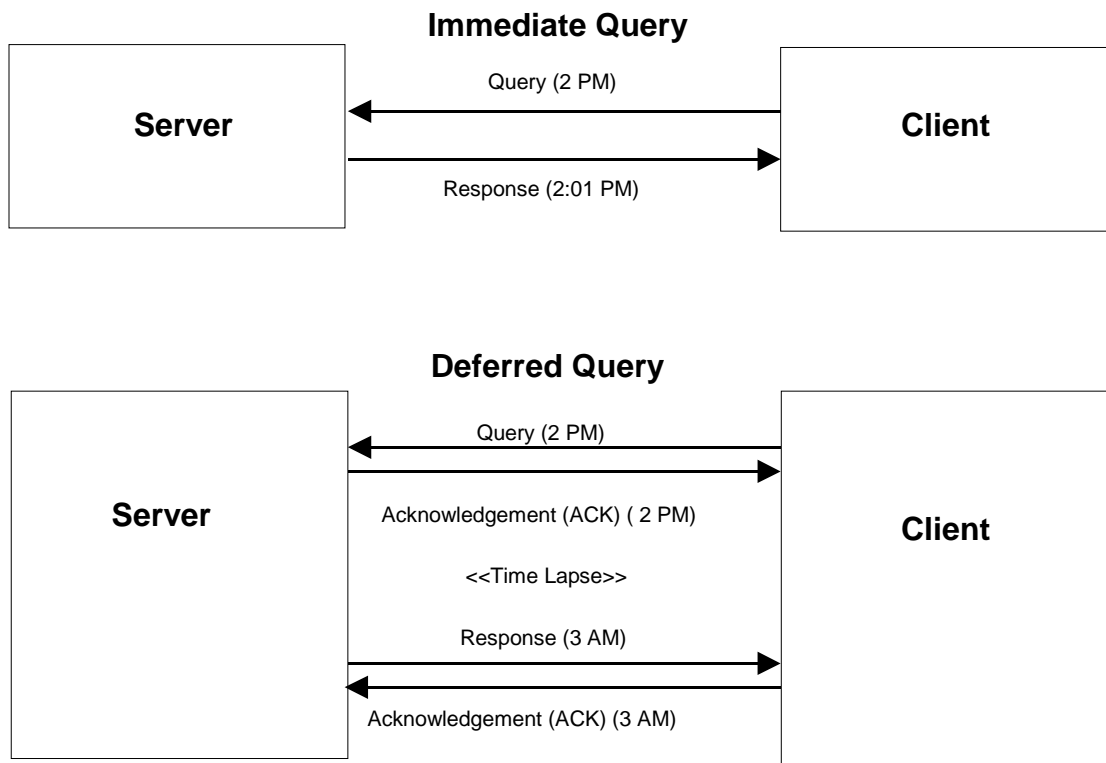 Immediate Query
Query (2 PM)
Server
Client
Response (2:01 PM)
Deferred Query
Query (2 PM)
Server
Acknowledgement (ACK) ( 2 PM)
Client
<<Time Lapse>>
Response (3 AM)
Acknowledgement (ACK) (3 AM)